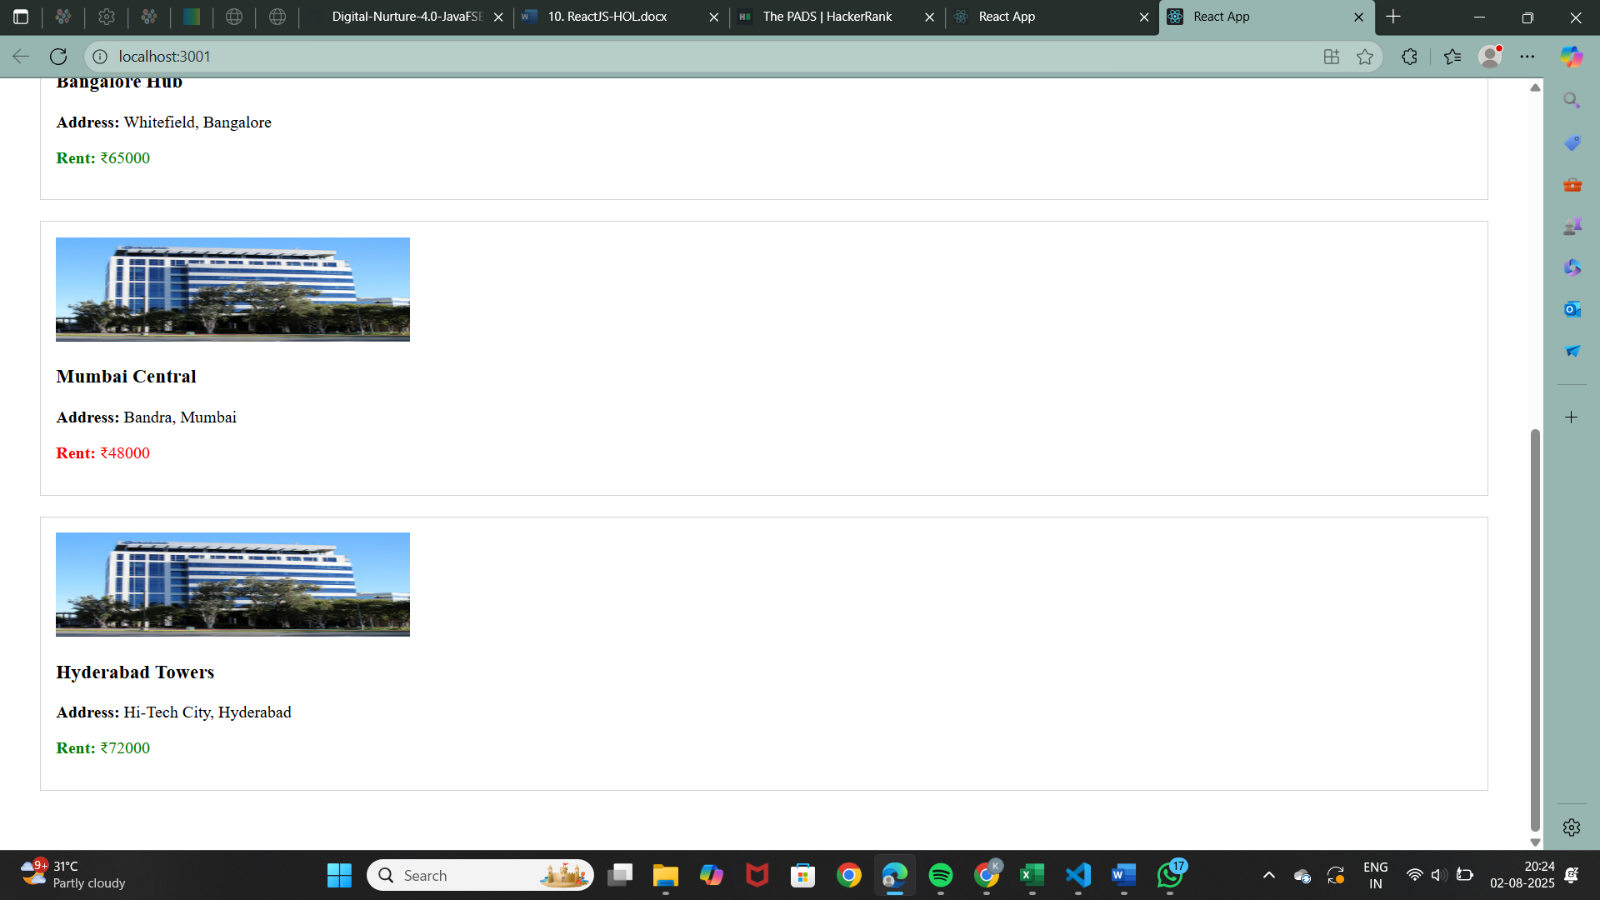 Digital-Nurture-4.0-JavaFSE
10. ReactJS-HOL.docx
The PADS | HackerRank
React App
React App
localhost:3001
Bangalore Hub
Address: Whitefield, Bangalore
Rent: ₹65000
Mumbai Central
Address: Bandra, Mumbai
Rent: ₹48000
Hyderabad Towers
Address: Hi-Tech City, Hyderabad
Rent: ₹72000
9+
31°C
Partly cloudy
Search
K
17
ENG
IN
20:24
02-08-2025